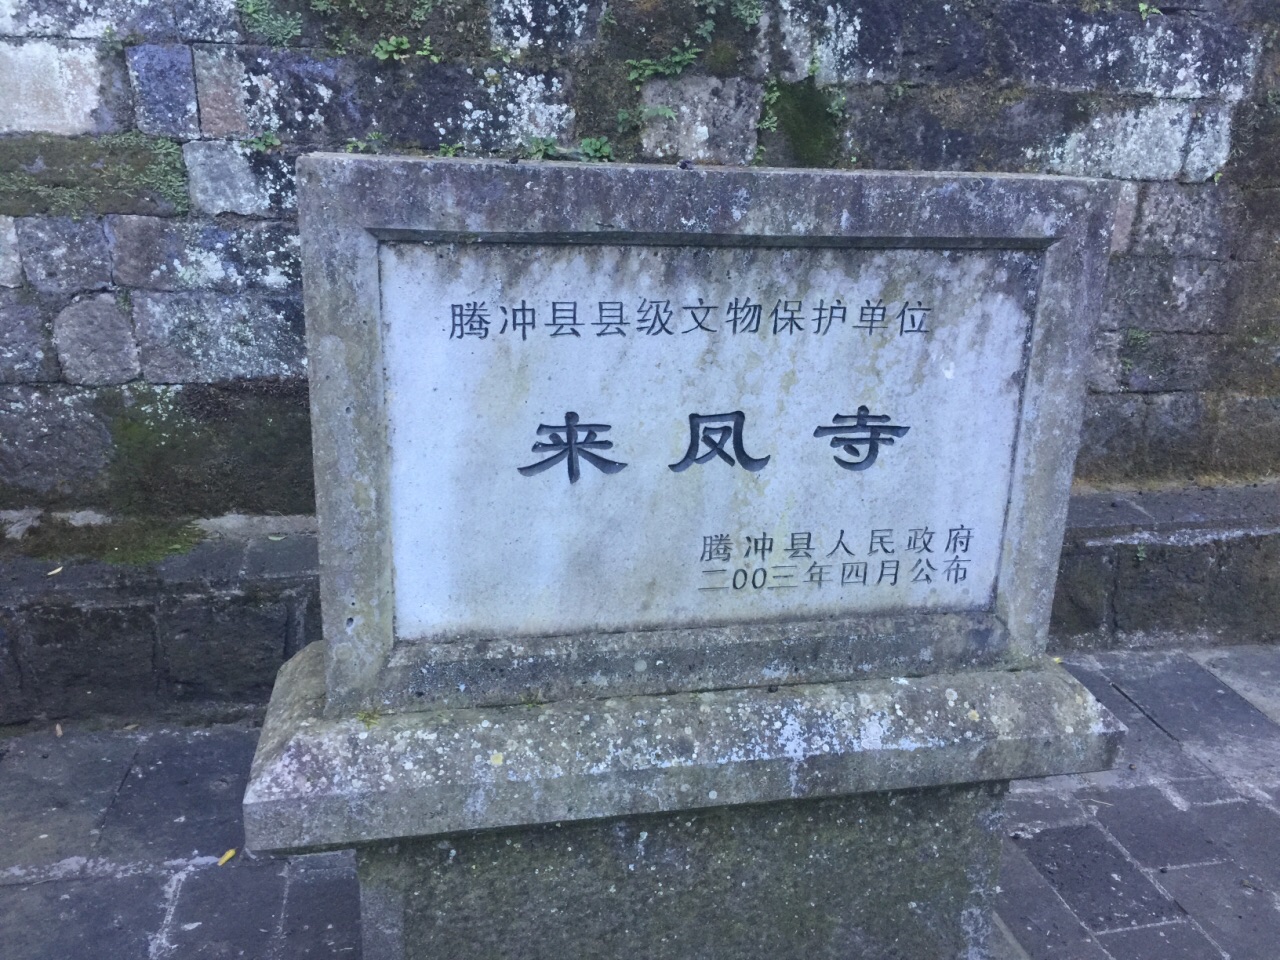 腾冲县县级文物保护单位
来凤寺
腾冲县人民政府
二00三年四月公布